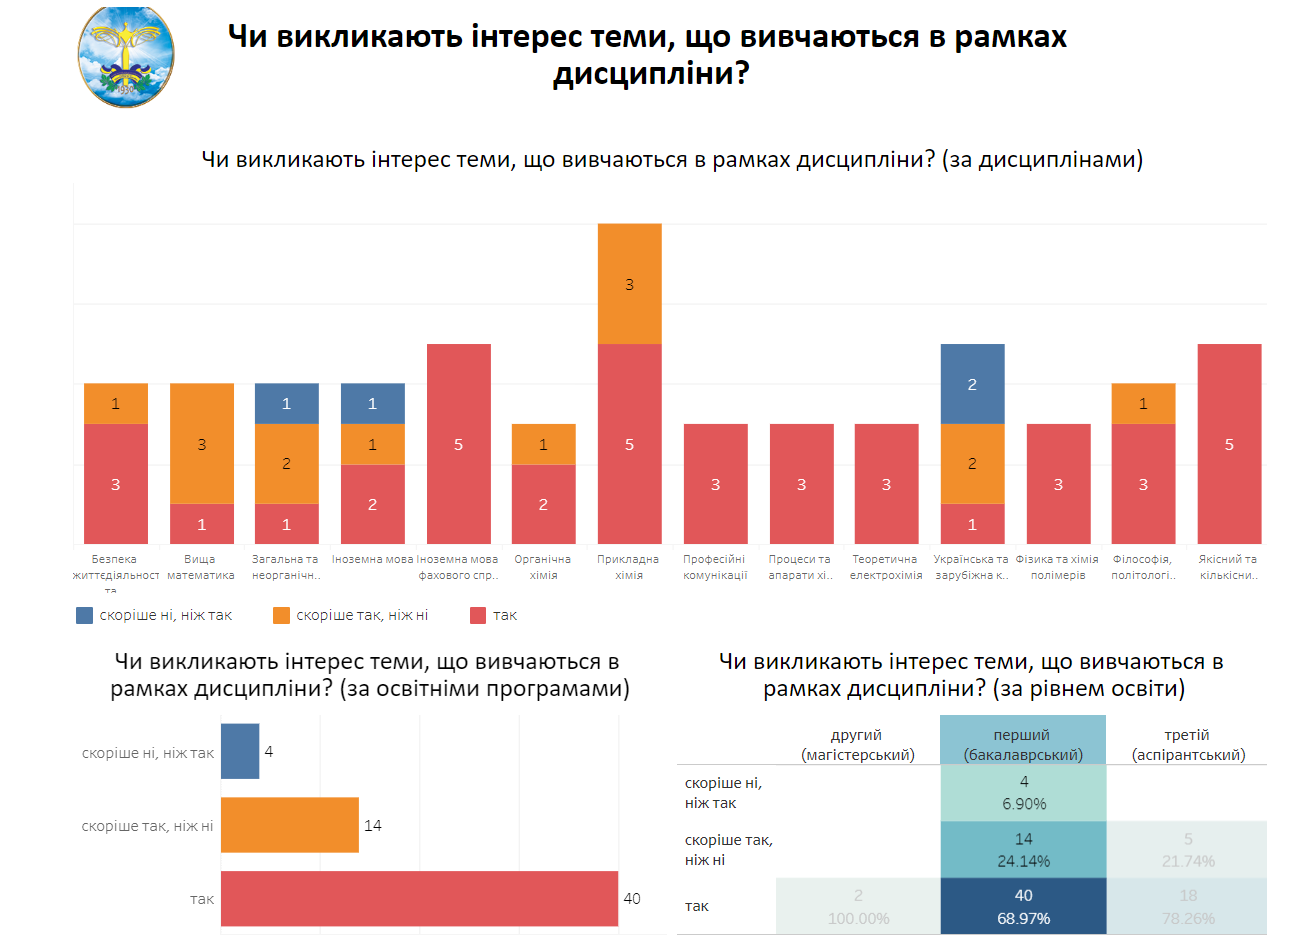 1930
Чи викликають інтерес теми, що вивчаються в рамках
дисципліни?
Чи викликають інтерес теми, що вивчаються в рамках дисципліни? (за дисциплінами)
1 3
3 1
1 2 1
1 1 2
5
1 2
3 5
3
3
3
2 2 1
3
1 3
5
Безпека
життєдіяльност
та
Вища
математика
Загальна та
неорганічн..
Іноземна мова
Іноземна мова
фахового спр..
Органічна
хімія
Прикладна
хімія
Професійні
комунікації
Процеси та
апарати хі..
Теоретична
електрохімія
Українська та
зарубіжна к..
Фізика та хімія
полімерів
Філософія,
політологі..
Якісний та
кількісни..
скоріше ні, ніж так скоріше так, ніж ні так
Чи викликають інтерес теми, що вивчаються в
рамках дисципліни? (за освітніми програмами)
скоріше ні, ніж так 4
скоріше так, ніж ні 14
так 40
Чи викликають інтерес теми, що вивчаються в
рамках дисципліни? (за рівнем освіти)
другий
(магістерський)
перший
(бакалаврський)
третій
(аспірантський)
скоріше ні,
ніж так
4
6.90%
скоріше так,
ніж ні
14
24.14%
5
21.74%
так
2
100.00%
40
68.97%
18
78.26%